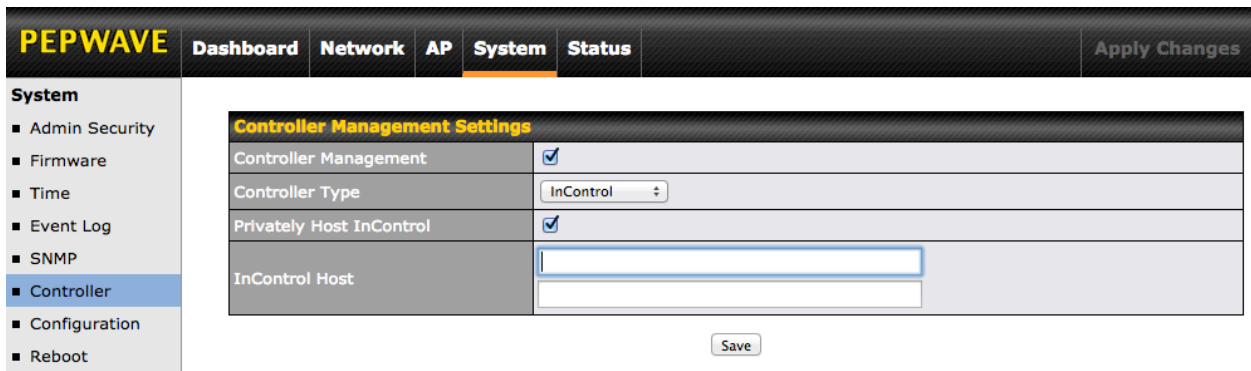 PEPWAVE Dashboard Network AP System Status Apply Changes
System
Admin Security
Firmware
Time
Event Log
SNMP
Controller
Configuration
Reboot
Controller Management Settings
Controller Management
Controller Type InControl
Privately Host InControl
InControl Host
Save